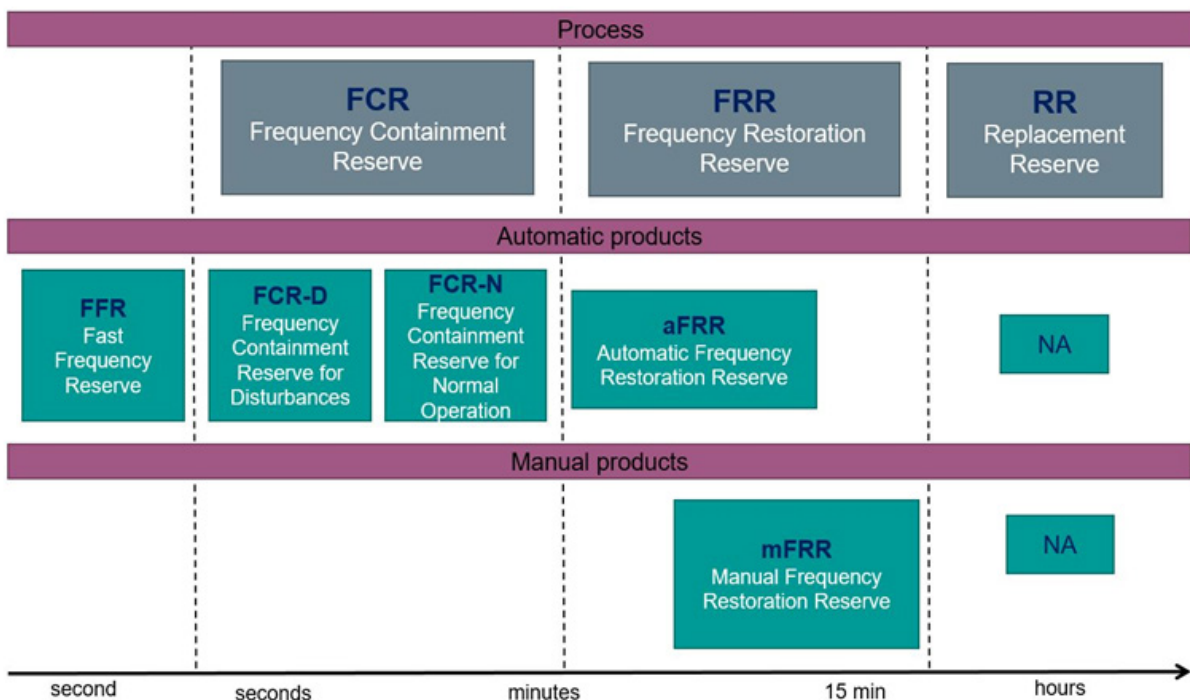 Process
FCR
Frequency Containment
Reserve
FRR
Frequency Restoration
Reserve
RR
Replacement
Reserve
Automatic products
FFR
Fast
Frequency
Reserve
FCR-D
Frequency
Containment
Reserve for
Disturbances
FCR-N
Frequency
Containment
Reserve for
Normal
Operation
aFRR
Automatic Frequency
Restoration Reserve
NA
Manual products
mFRR
Manual Frequency
Restoration Reserve
NA
second
seconds
minutes
15 min
hours